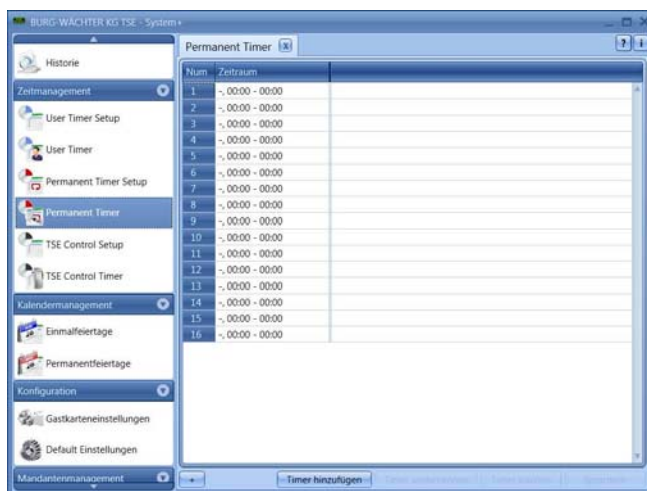 BURG-WÄCHTER KG TSE - System+
Historie
Zeitmanagement
User Timer Setup
User Timer
Permanent Timer Setup
Permanent Timer
TSE Control Setup
TSE Control Timer
Kalendermanagement
Einmalfeiertage
Permanentfeiertage
Konfiguration
Gastkarteneinstellungen
Default Einstellungen
Mandantenmanagement
Permanent Timer x
? i
Num Zeitraum
1 -, 00:00 - 00:00
2 -, 00:00 - 00:00
3 -, 00:00 - 00:00
4 -, 00:00 - 00:00
5 -, 00:00 - 00:00
6 -, 00:00 - 00:00
7 -, 00:00 - 00:00
8 -, 00:00 - 00:00
9 -, 00:00 - 00:00
10 -, 00:00 - 00:00
11 -, 00:00 - 00:00
12 -, 00:00 - 00:00
13 -, 00:00 - 00:00
14 -, 00:00 - 00:00
15 -, 00:00 - 00:00
16 -, 00:00 - 00:00
Timer hinzufügen